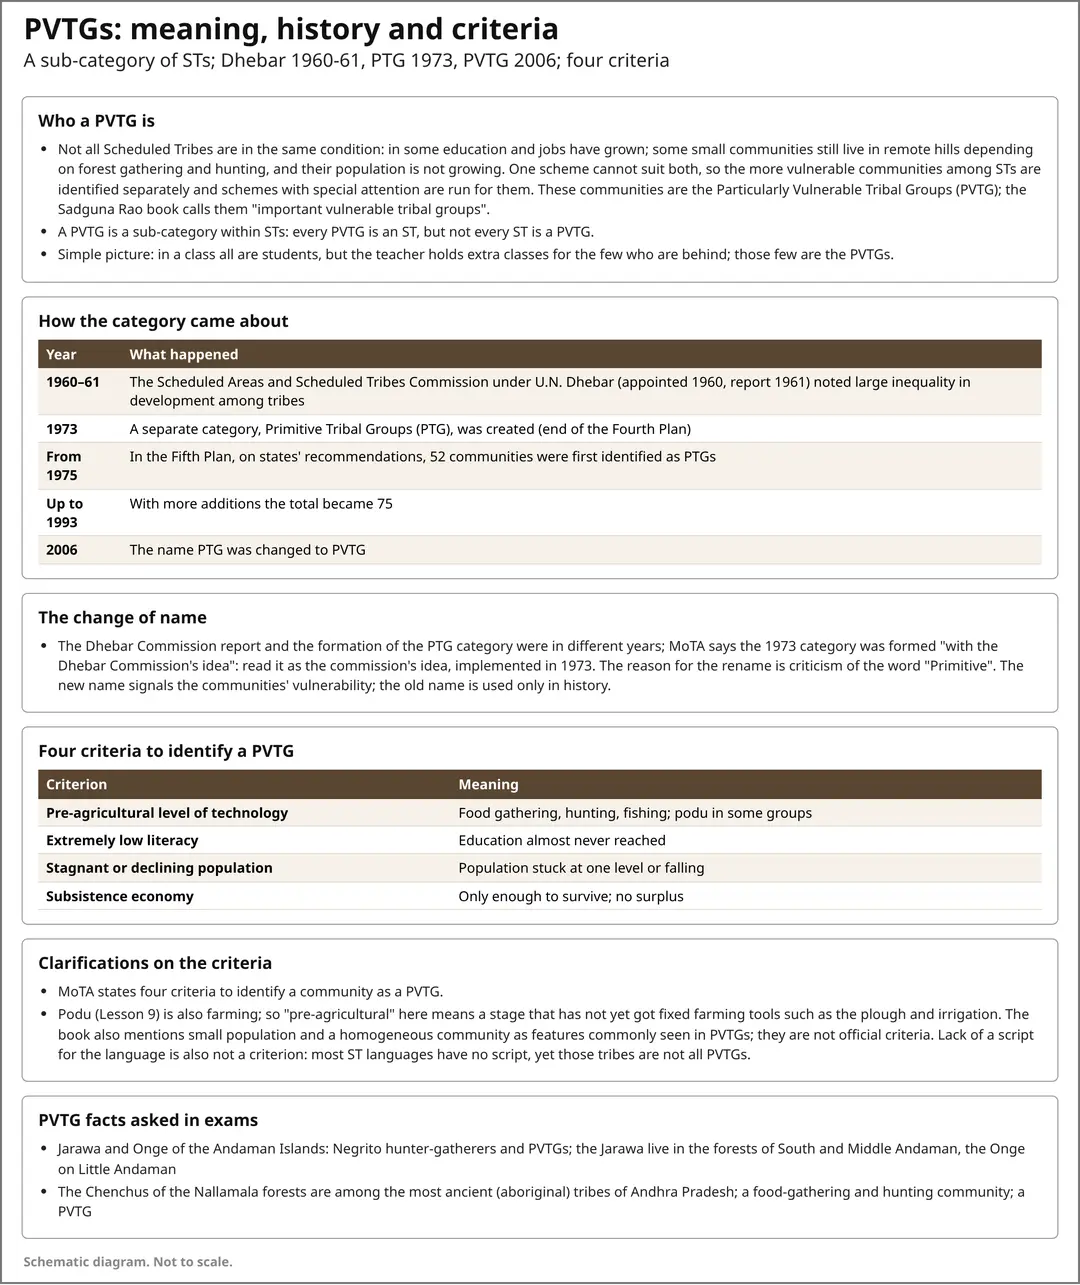 PVTGs: meaning, history and criteria
A sub-category of STs; Dhebar 1960-61, PTG 1973, PVTG 2006; four criteria
Who a PVTG is
• Not all Scheduled Tribes are in the same condition: in some education and jobs have grown; some small communities still live in remote hills depending
on forest gathering and hunting, and their population is not growing. One scheme cannot suit both, so the more vulnerable communities among STs are
identified separately and schemes with special attention are run for them. These communities are the Particularly Vulnerable Tribal Groups (PVTG); the
Sadguna Rao book calls them "important vulnerable tribal groups".
• A PVTG is a sub-category within STs: every PVTG is an ST, but not every ST is a PVTG.
• Simple picture: in a class all are students, but the teacher holds extra classes for the few who are behind; those few are the PVTGs.
How the category came about
Year What happened
1960–61 The Scheduled Areas and Scheduled Tribes Commission under U.N. Dhebar (appointed 1960, report 1961) noted large inequality in
development among tribes
1973 A separate category, Primitive Tribal Groups (PTG), was created (end of the Fourth Plan)
From In the Fifth Plan, on states' recommendations, 52 communities were first identified as PTGs
1975
Up to With more additions the total became 75
1993
2006 The name PTG was changed to PVTG
The change of name
• The Dhebar Commission report and the formation of the PTG category were in different years; MoTA says the 1973 category was formed "with the
Dhebar Commission's idea": read it as the commission's idea, implemented in 1973. The reason for the rename is criticism of the word "Primitive". The
new name signals the communities' vulnerability; the old name is used only in history.
Four criteria to identify a PVTG
Criterion Meaning
Pre-agricultural level of technology Food gathering, hunting, fishing; podu in some groups
Extremely low literacy Education almost never reached
Stagnant or declining population Population stuck at one level or falling
Subsistence economy Only enough to survive; no surplus
Clarifications on the criteria
• MoTA states four criteria to identify a community as a PVTG.
• Podu (Lesson 9) is also farming; so "pre-agricultural" here means a stage that has not yet got fixed farming tools such as the plough and irrigation. The
book also mentions small population and a homogeneous community as features commonly seen in PVTGs; they are not official criteria. Lack of a script
for the language is also not a criterion: most ST languages have no script, yet those tribes are not all PVTGs.
PVTG facts asked in exams
• Jarawa and Onge of the Andaman Islands: Negrito hunter-gatherers and PVTGs; the Jarawa live in the forests of South and Middle Andaman, the Onge
on Little Andaman
• The Chenchus of the Nallamala forests are among the most ancient (aboriginal) tribes of Andhra Pradesh; a food-gathering and hunting community; a
PVTG
Schematic diagram. Not to scale.